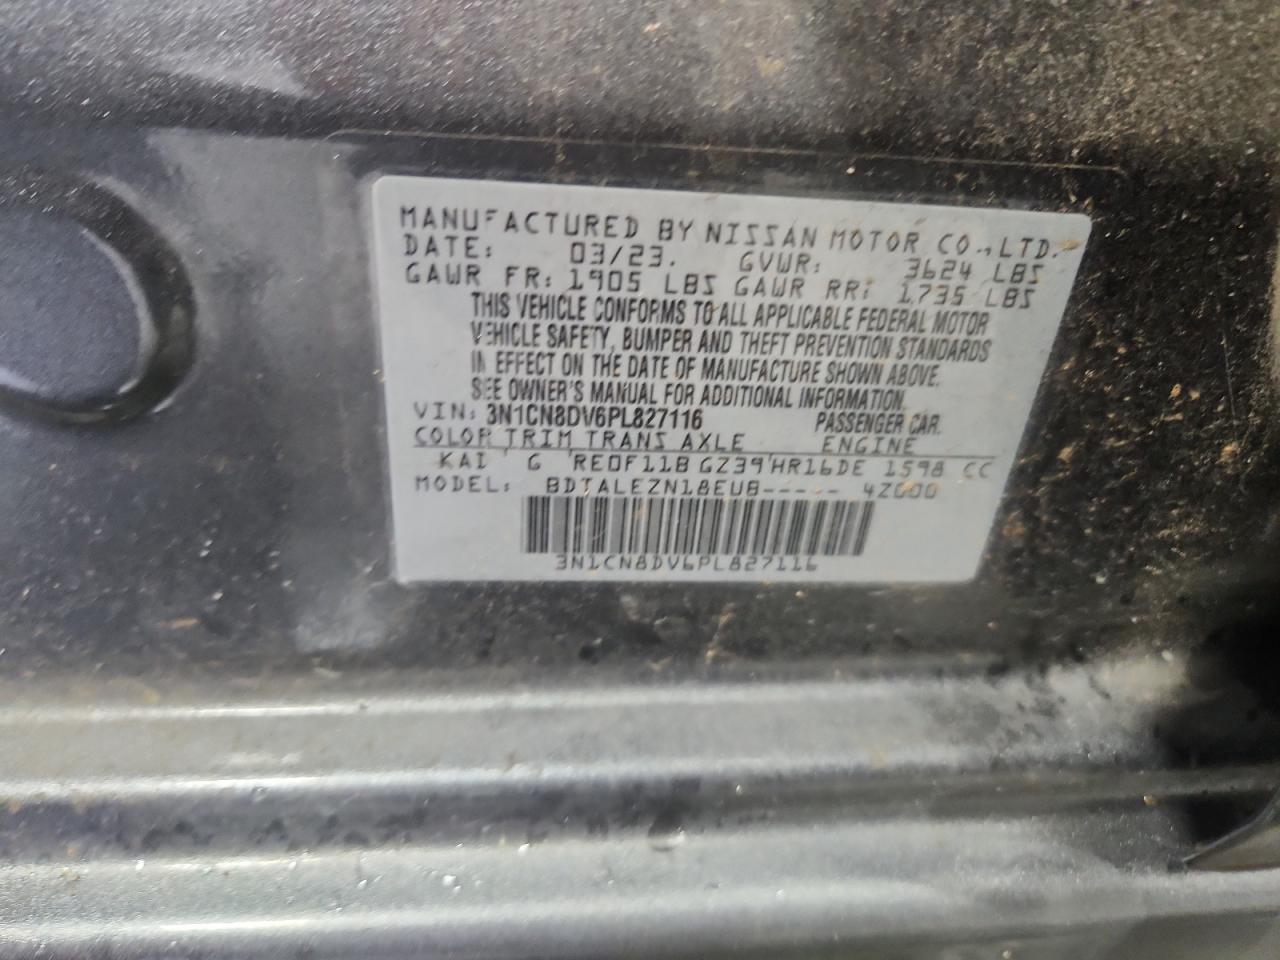 MANUFACTURED BY NISSAN MOTOR CO.,LTD.
DATE: 03/23. GVWR: 3624 LBS
GAWR FR: 1905 LBS GAWR RR: 1735 LBS
THIS VEHICLE CONFORMS TO ALL APPLICABLE FEDERAL MOTOR
VEHICLE SAFETY, BUMPER AND THEFT PREVENTION STANDARDS
IN EFFECT ON THE DATE OF MANUFACTURE SHOWN ABOVE.
SEE OWNER'S MANUAL FOR ADDITIONAL INFORMATION.
VIN: 3N1CN8DV6PL827116 PASSENGER CAR.
COLOR TRIM TRANS AXLE ENGINE
KAD G RE0F11B GZ39 HR16DE 1598 CC
MODEL: BDTALEZN18EUB----- 4Z000
3N1CN8DV6PL827116